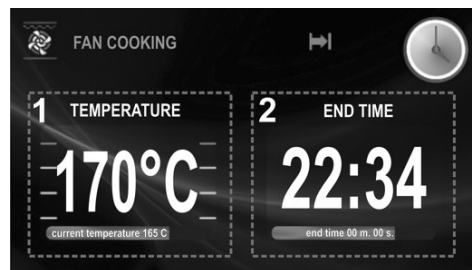 FAN COOKING
1 TEMPERATURE
170°C
current temperature 165 C
2 END TIME
22:34
end time 00 m. 00 s.